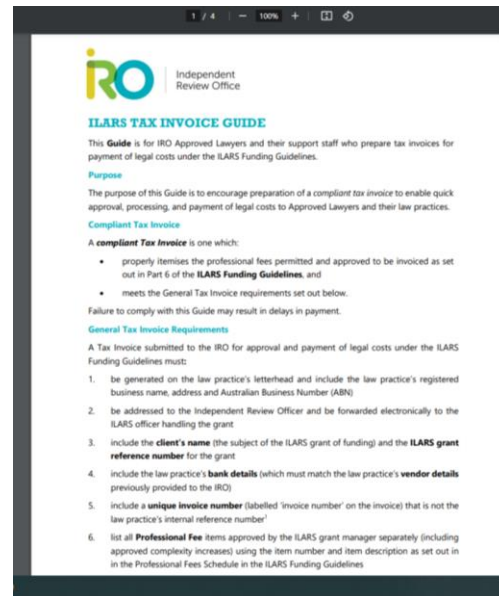 1 / 4 | − 100% + |
iRO
Independent
Review Office
ILARS TAX INVOICE GUIDE
This Guide is for IRO Approved Lawyers and their support staff who prepare tax invoices for
payment of legal costs under the ILARS Funding Guidelines.
Purpose
The purpose of this Guide is to encourage preparation of a compliant tax invoice to enable quick
approval, processing, and payment of legal costs to Approved Lawyers and their law practices.
Compliant Tax Invoice
A compliant Tax Invoice is one which:
• properly itemises the professional fees permitted and approved to be invoiced as set
out in Part 6 of the ILARS Funding Guidelines, and
• meets the General Tax Invoice requirements set out below.
Failure to comply with this Guide may result in delays in payment.
General Tax Invoice Requirements
A Tax Invoice submitted to the IRO for approval and payment of legal costs under the ILARS
Funding Guidelines must:
1. be generated on the law practice's letterhead and include the law practice's registered
business name, address and Australian Business Number (ABN)
2. be addressed to the Independent Review Officer and be forwarded electronically to the
ILARS officer handling the grant
3. include the client's name (the subject of the ILARS grant of funding) and the ILARS grant
reference number for the grant
4. include the law practice's bank details (which must match the law practice's vendor details
previously provided to the IRO)
5. include a unique invoice number (labelled 'invoice number' on the invoice) that is not the
law practice's internal reference number¹
6. list all Professional Fee items approved by the ILARS grant manager separately (including
approved complexity increases) using the item number and item description as set out in
in the Professional Fees Schedule in the ILARS Funding Guidelines